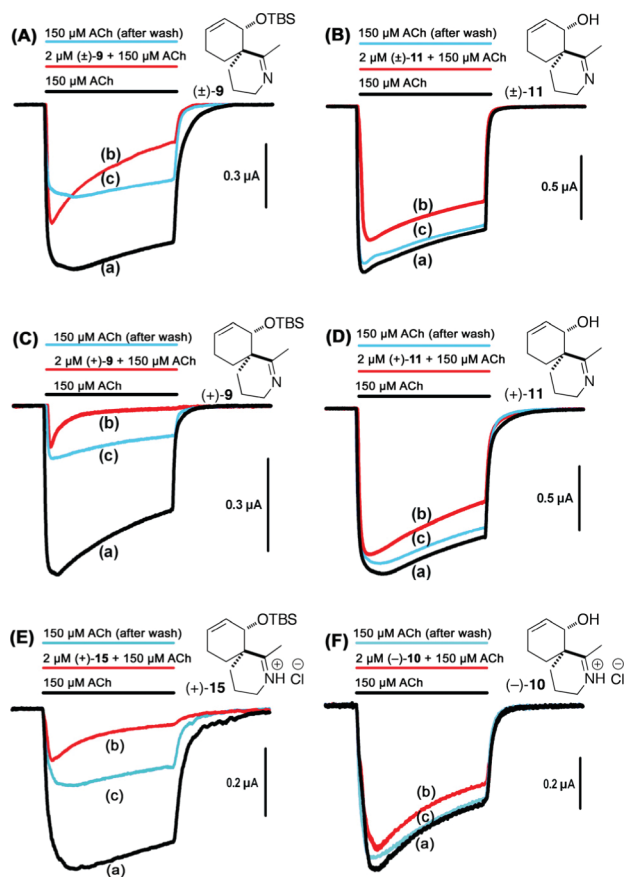 (A)
150 µM ACh (after wash)
2 µM (±)-9 + 150 µM ACh
150 µM ACh
OTBS
N
(±)-9
(b)
(c)
(a)
0.3 µA
(B)
150 µM ACh (after wash)
2 µM (±)-11 + 150 µM ACh
150 µM ACh
OH
N
(±)-11
(b)
(c)
(a)
0.5 µA
(C)
150 µM ACh (after wash)
2 µM (+)-9 + 150 µM ACh
150 µM ACh
OTBS
N
(+)-9
(b)
(c)
(a)
0.3 µA
(D)
150 µM ACh (after wash)
2 µM (+)-11 + 150 µM ACh
150 µM ACh
OH
N
(+)-11
(b)
(c)
(a)
0.5 µA
(E)
150 µM ACh (after wash)
2 µM (+)-15 + 150 µM ACh
150 µM ACh
OTBS
⊕ ⊖
NH Cl
(+)-15
(b)
(c)
(a)
0.2 µA
(F)
150 µM ACh (after wash)
2 µM (−)-10 + 150 µM ACh
150 µM ACh
OH
⊕ ⊖
NH Cl
(−)-10
(b)
(c)
(a)
0.2 µA